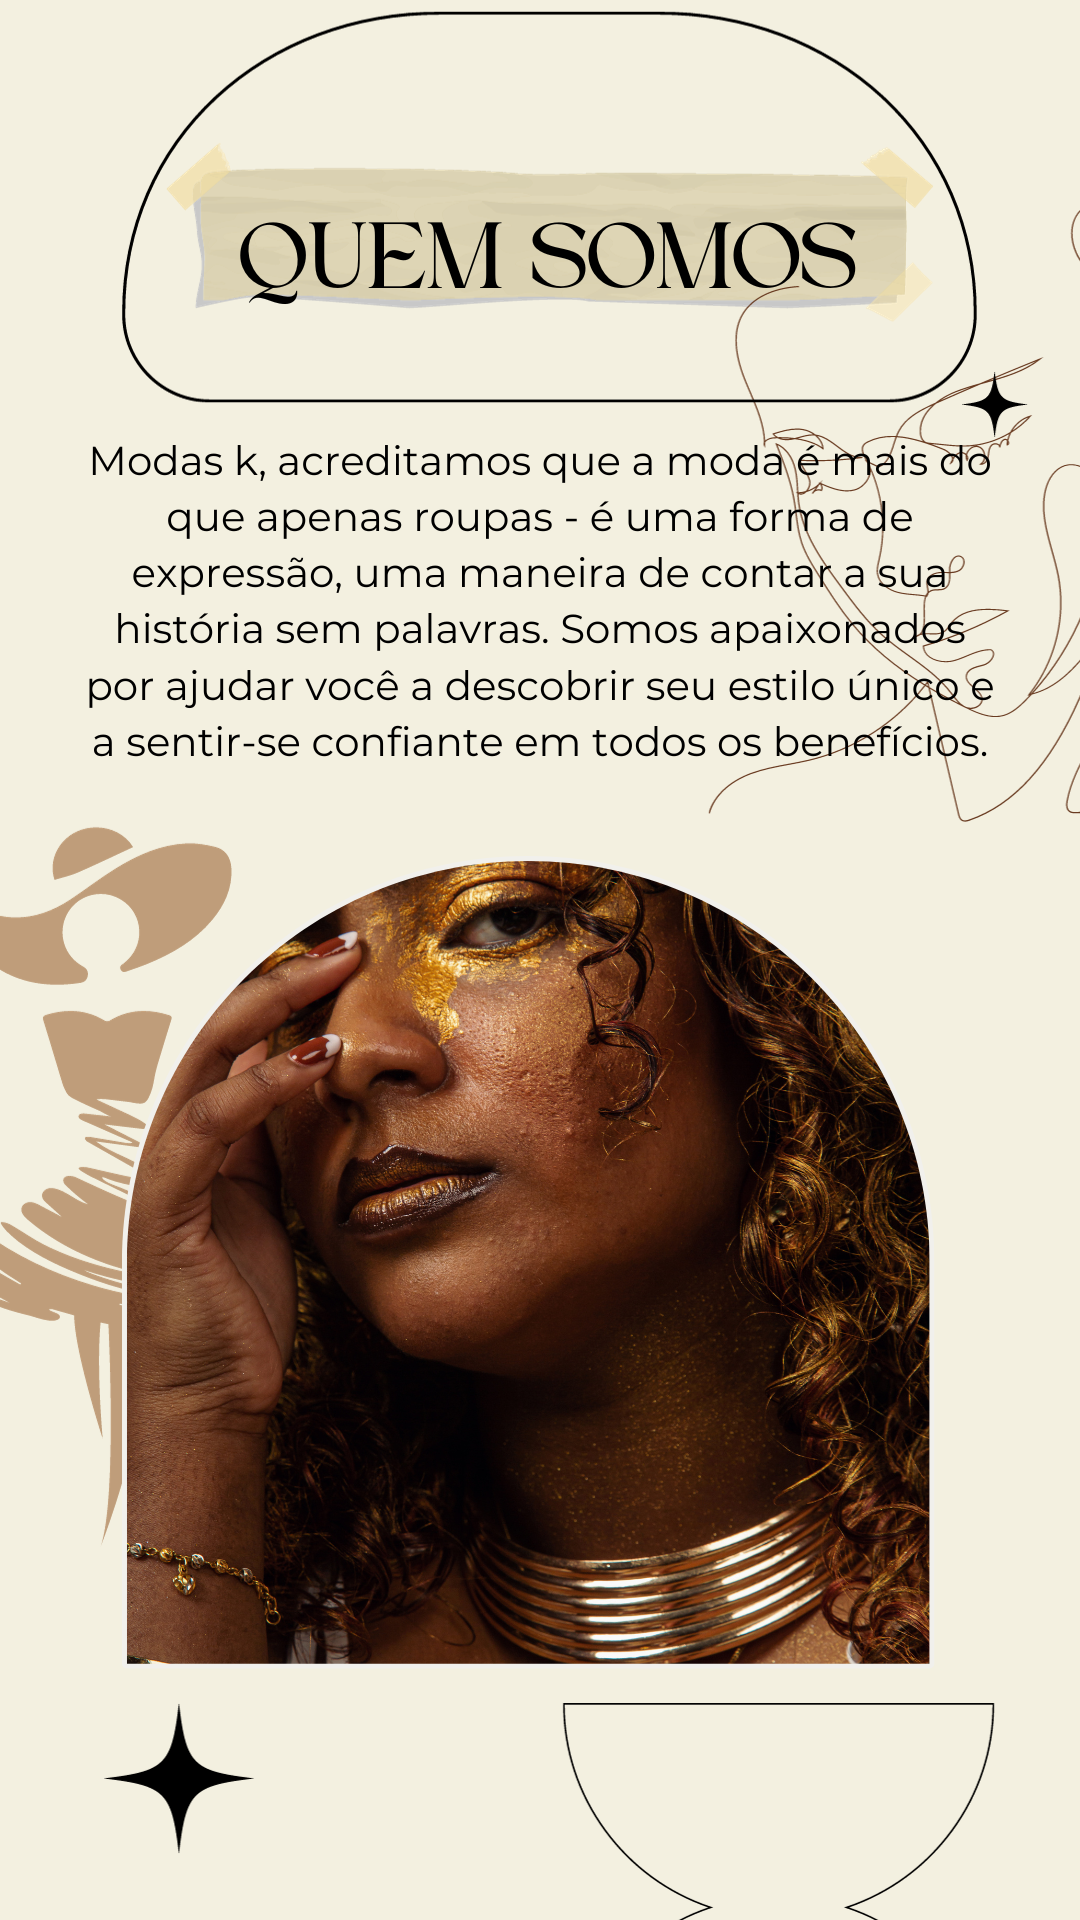 QUEM SOMOS
Modas k, acreditamos que a moda é mais do
que apenas roupas - é uma forma de
expressão, uma maneira de contar a sua
história sem palavras. Somos apaixonados
por ajudar você a descobrir seu estilo único e
a sentir-se confiante em todos os benefícios.